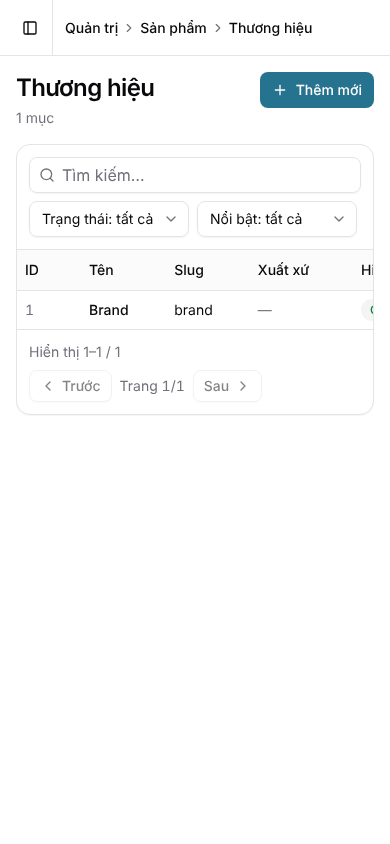 Quản trị > Sản phẩm > Thương hiệu
Thương hiệu
Thêm mới
1 mục
Tìm kiếm...
Trạng thái: tất cả
Nổi bật: tất cả
ID Tên Slug Xuất xứ
1 Brand brand —
Hiển thị 1–1 / 1
Trước Trang 1/1 Sau